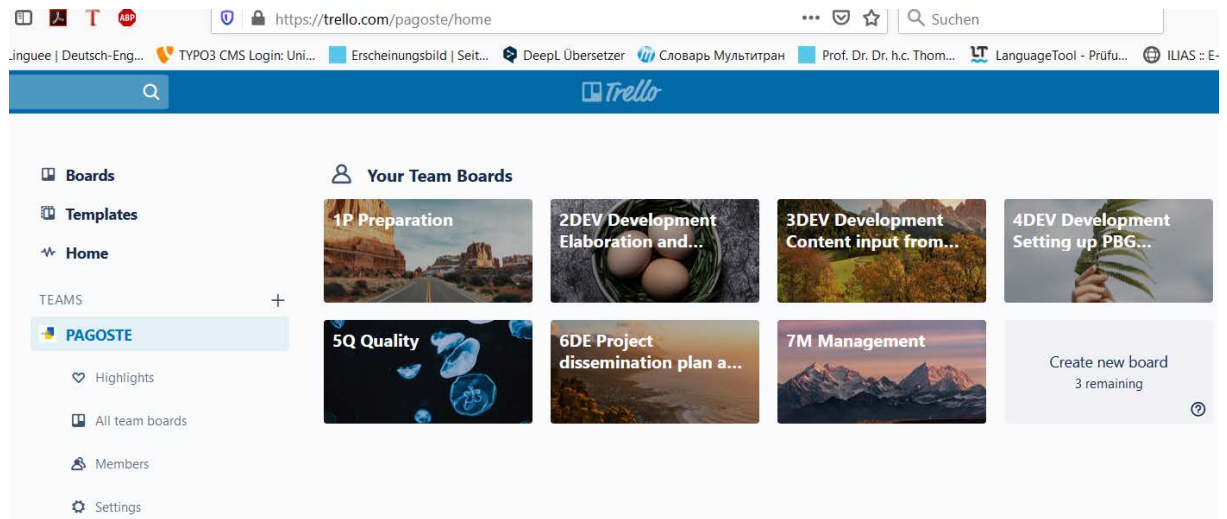 T ABP https://trello.com/pagoste/home ••• Suchen
Linguee | Deutsch-Eng... TYPO3 CMS Login: Uni... Erscheinungsbild | Seit... DeepL Übersetzer Словарь Мультитран Prof. Dr. Dr. h.c. Thom... LT LanguageTool - Prüfu... ILIAS :: E-
Trello
Boards
Templates
Home
TEAMS +
PAGOSTE
Highlights
All team boards
Members
Settings
Your Team Boards
1P Preparation
2DEV Development
Elaboration and...
3DEV Development
Content input from...
4DEV Development
Setting up PBG...
5Q Quality
6DE Project
dissemination plan a...
7M Management
Create new board
3 remaining